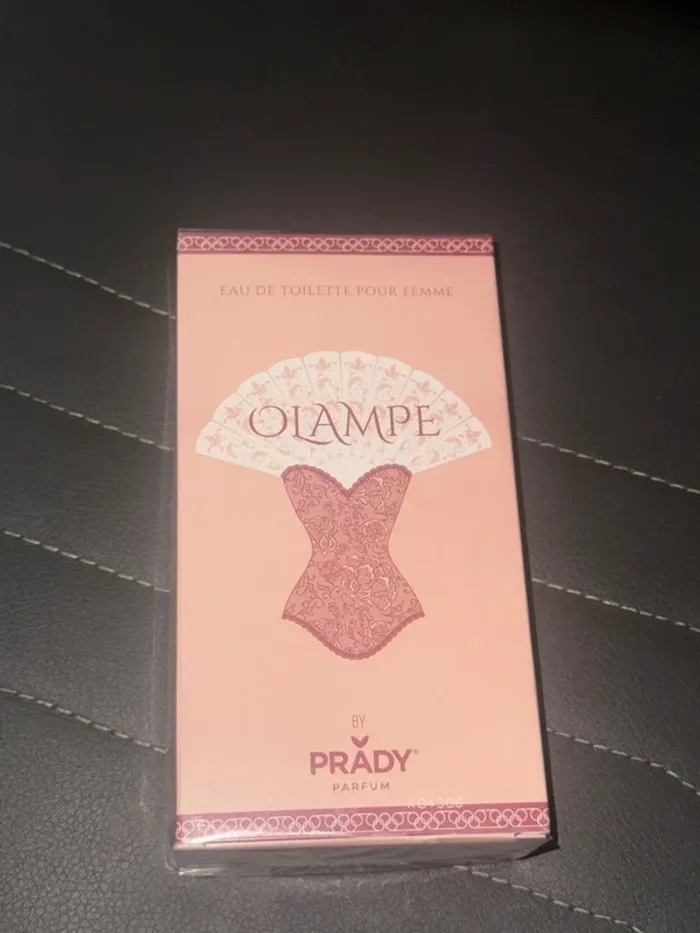 EAU DE TOILETTE POUR FEMME
OLAMPE
BY
PRADY®
PARFUM